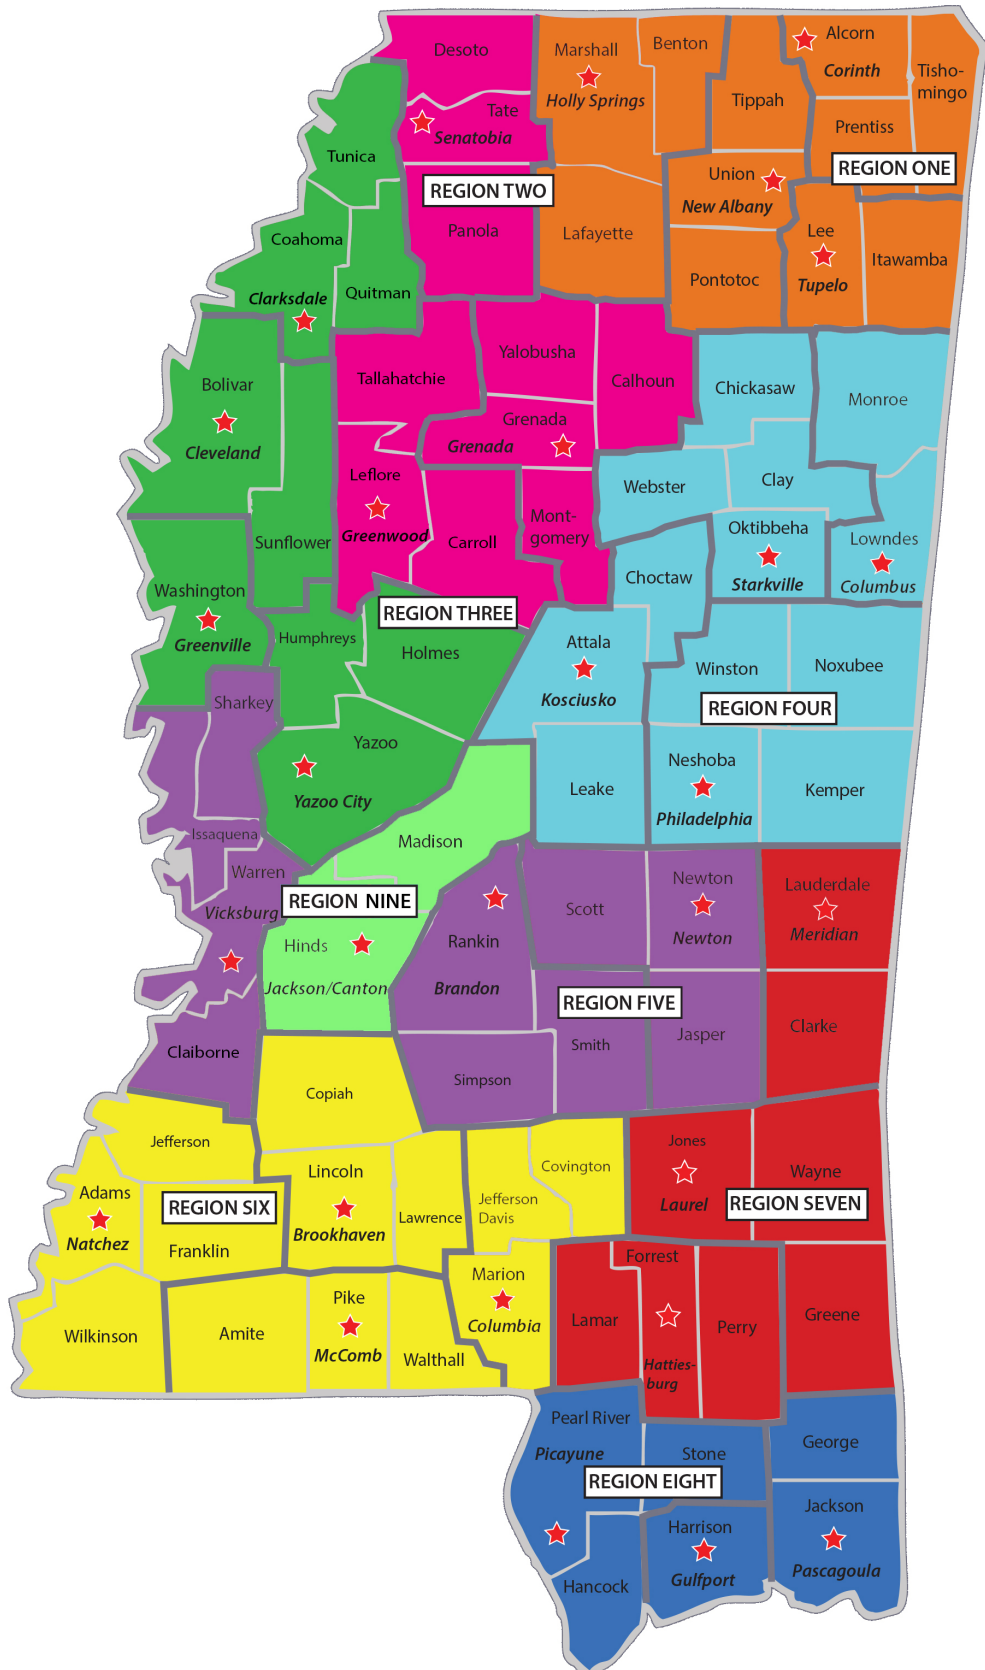 Desoto
Marshall
Benton
Alcorn
Holly Springs
Corinth
Tisho-
mingo
Tippah
Tate
Senatobia
Prentiss
Tunica
REGION ONE
REGION TWO
Union
New Albany
Panola
Lafayette
Lee
Tupelo
Itawamba
Pontotoc
Coahoma
Clarksdale
Quitman
Yalobusha
Tallahatchie
Calhoun
Chickasaw
Monroe
Bolivar
Cleveland
Grenada
Grenada
Leflore
Greenwood
Webster
Clay
Mont-
gomery
Carroll
Sunflower
Oktibbeha
Starkville
Lowndes
Columbus
Choctaw
Washington
Greenville
REGION THREE
Humphreys
Holmes
Attala
Kosciusko
Winston
Noxubee
REGION FOUR
Sharkey
Yazoo
Yazoo City
Neshoba
Philadelphia
Leake
Kemper
Issaquena
Madison
Warren
Vicksburg
REGION NINE
Hinds
Jackson/Canton
Rankin
Brandon
Scott
Newton
Newton
Lauderdale
Meridian
REGION FIVE
Claiborne
Simpson
Smith
Jasper
Clarke
Copiah
Jefferson
Lincoln
Brookhaven
Lawrence
Jefferson
Davis
Covington
Jones
Laurel
Wayne
REGION SEVEN
Adams
Natchez
REGION SIX
Franklin
Marion
Columbia
Forrest
Hatties-
burg
Lamar
Perry
Greene
Wilkinson
Amite
Pike
McComb
Walthall
Pearl River
Picayune
Stone
George
REGION EIGHT
Harrison
Gulfport
Jackson
Pascagoula
Hancock